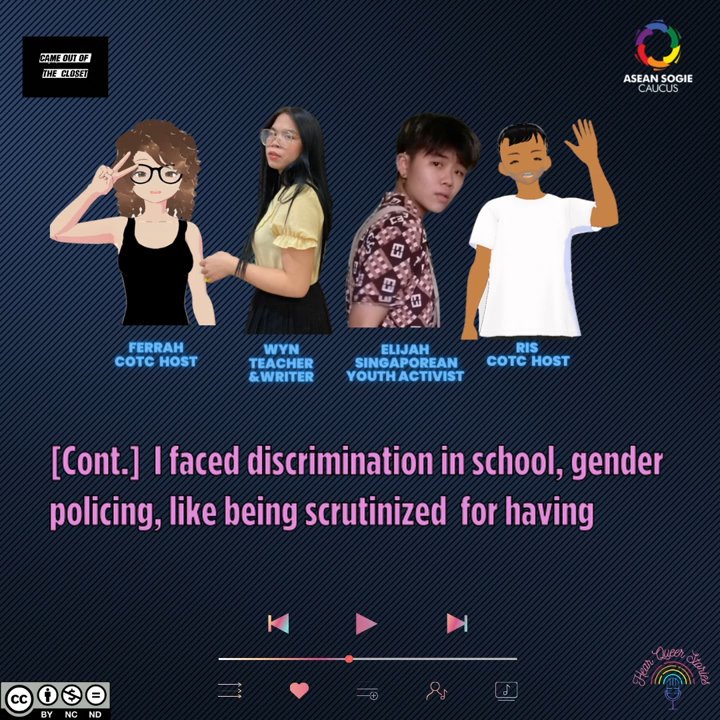 CAME OUT OF
THE CLOSET
ASEAN SOGIE
CAUCUS
FERRAH
COTC HOST
WYN
TEACHER
&WRITER
ELIJAH
SINGAPOREAN
YOUTH ACTIVIST
RIS
COTC HOST
[Cont.] I faced discrimination in school, gender
policing, like being scrutinized for having
Hear Queer Stories
cc
BY NC ND